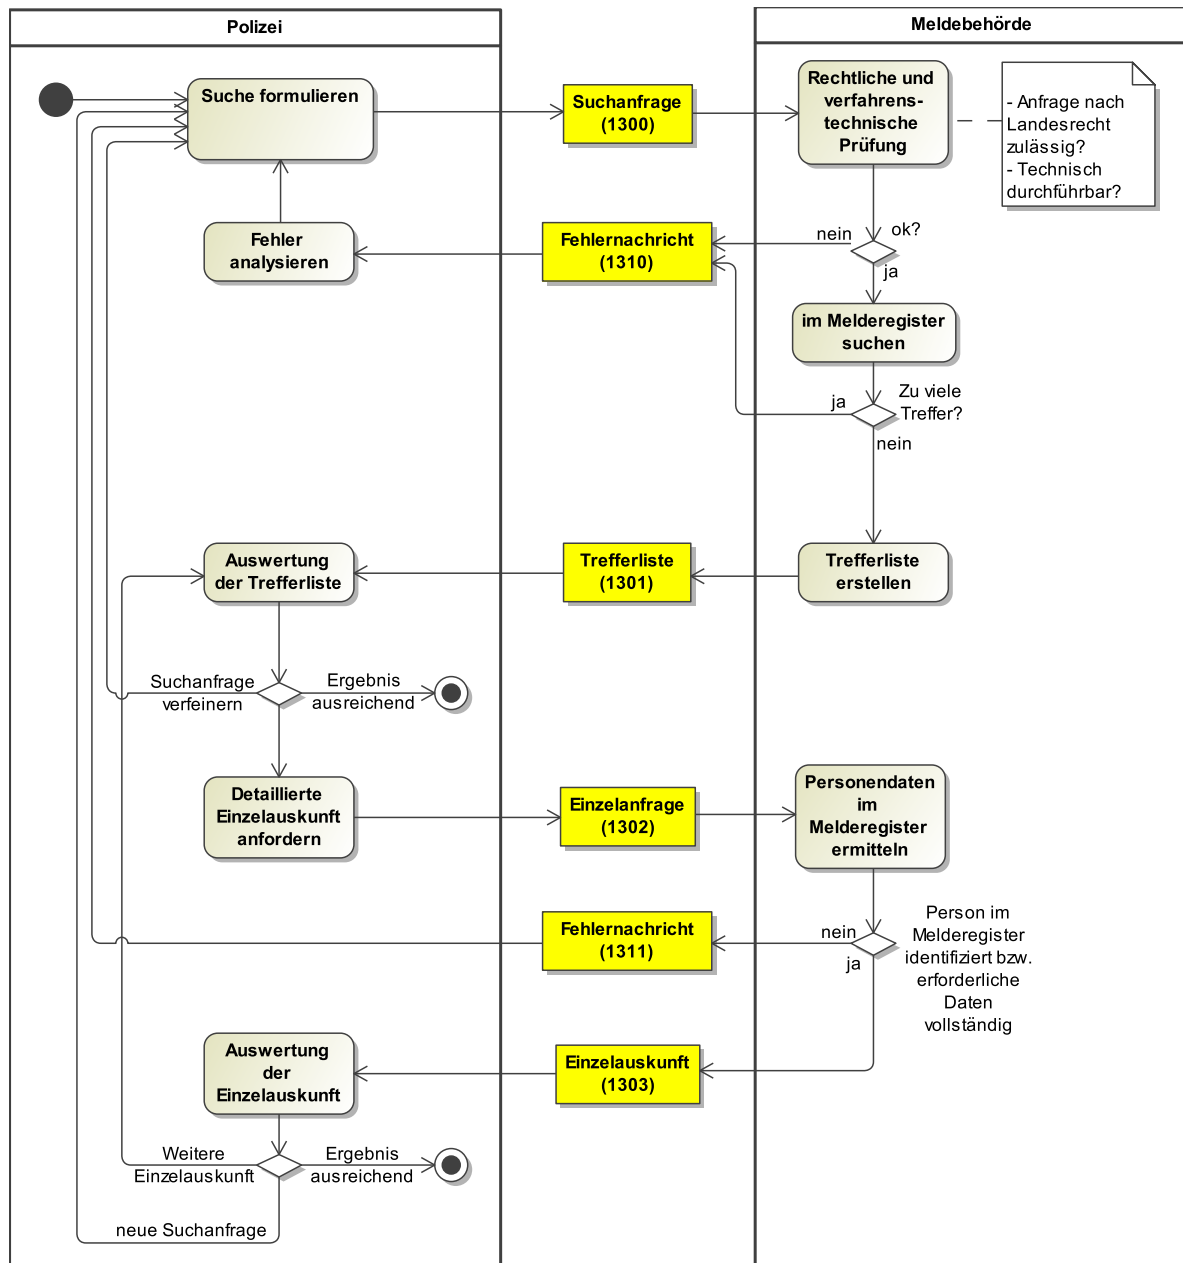 Polizei
Meldebehörde
Suche formulieren
Suchanfrage
(1300)
Rechtliche und
verfahrens-
technische
Prüfung
- Anfrage nach
Landesrecht
zulässig?
- Technisch
durchführbar?
Fehler
analysieren
Fehlernachricht
(1310)
nein
ok?
ja
im Melderegister
suchen
ja
Zu viele
Treffer?
nein
Auswertung
der Trefferliste
Trefferliste
(1301)
Trefferliste
erstellen
Suchanfrage
verfeinern
Ergebnis
ausreichend
Detaillierte
Einzelauskunft
anfordern
Einzelanfrage
(1302)
Personendaten
im
Melderegister
ermitteln
Fehlernachricht
(1311)
nein
ja
Person im
Melderegister
identifiziert bzw.
erforderliche
Daten
vollständig
Auswertung
der
Einzelauskunft
Einzelauskunft
(1303)
Weitere
Einzelauskunft
Ergebnis
ausreichend
neue Suchanfrage